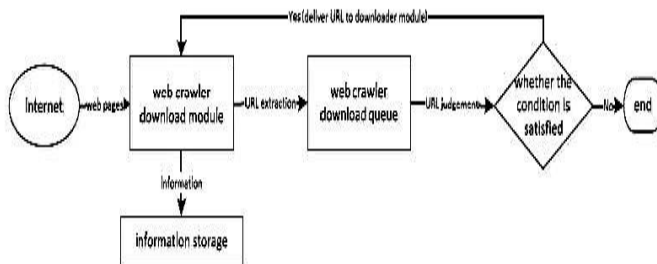 Yes (deliver URL to downloader module)
Internet
web pages
web crawler
download module
URL extraction
web crawler
download queue
URL judgement
whether the
condition is
satisfied
No
end
Information
information storage